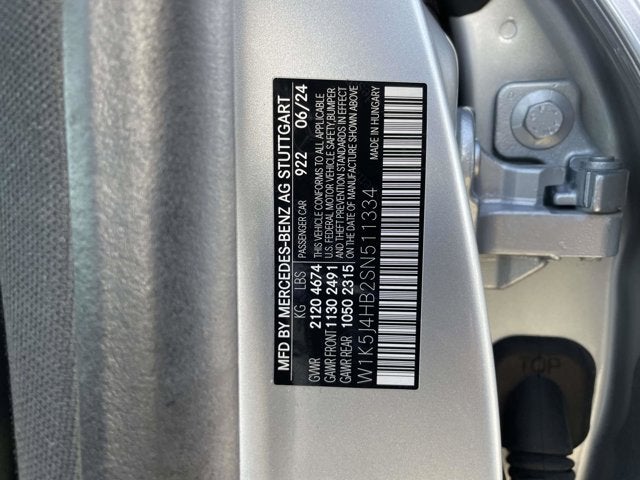 MFD BY MERCEDES-BENZ AG STUTTGART
PASSENGER CAR 922 06/24
KG LBS
GVWR 2120 4674
GAWR FRONT 1130 2491
GAWR REAR 1050 2315
THIS VEHICLE CONFORMS TO ALL APPLICABLE
U.S. FEDERAL MOTOR VEHICLE SAFETY, BUMPER
AND THEFT PREVENTION STANDARDS IN EFFECT
ON THE DATE OF MANUFACTURE SHOWN ABOVE
W1K5J4HB2SN511334
MADE IN HUNGARY
TOP